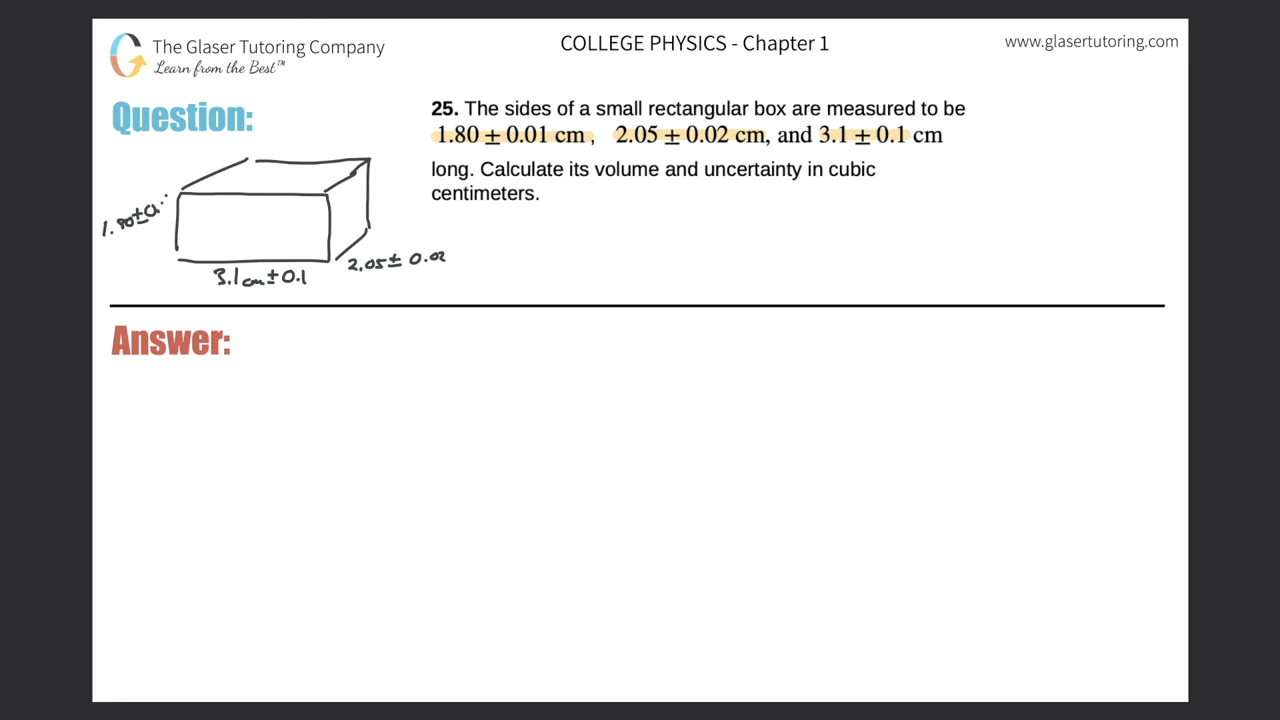 The Glaser Tutoring Company
Learn from the Best™
COLLEGE PHYSICS - Chapter 1
www.glasertutoring.com
Question:
25. The sides of a small rectangular box are measured to be
1.80 ± 0.01 cm , 2.05 ± 0.02 cm, and 3.1 ± 0.1 cm
long. Calculate its volume and uncertainty in cubic
centimeters.
1.80±0.
2.05± 0.02
3.1cm±0.1
Answer: